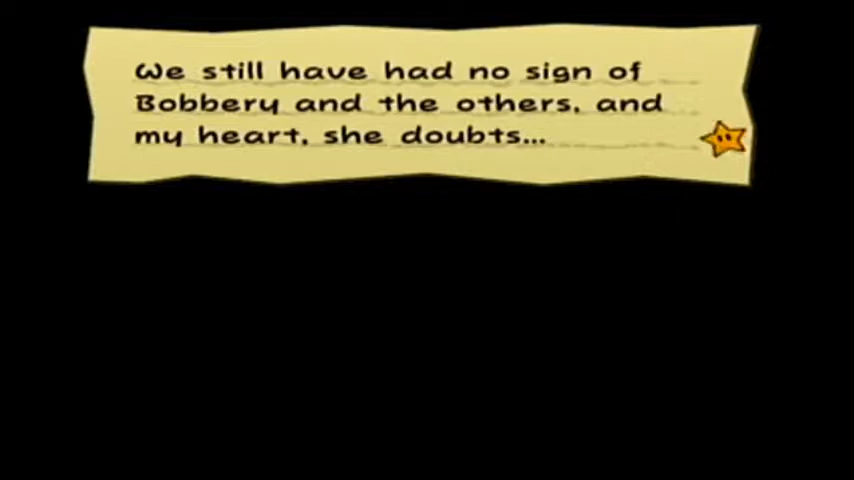 We still have had no sign of
Bobbery and the others, and
my heart, she doubts...